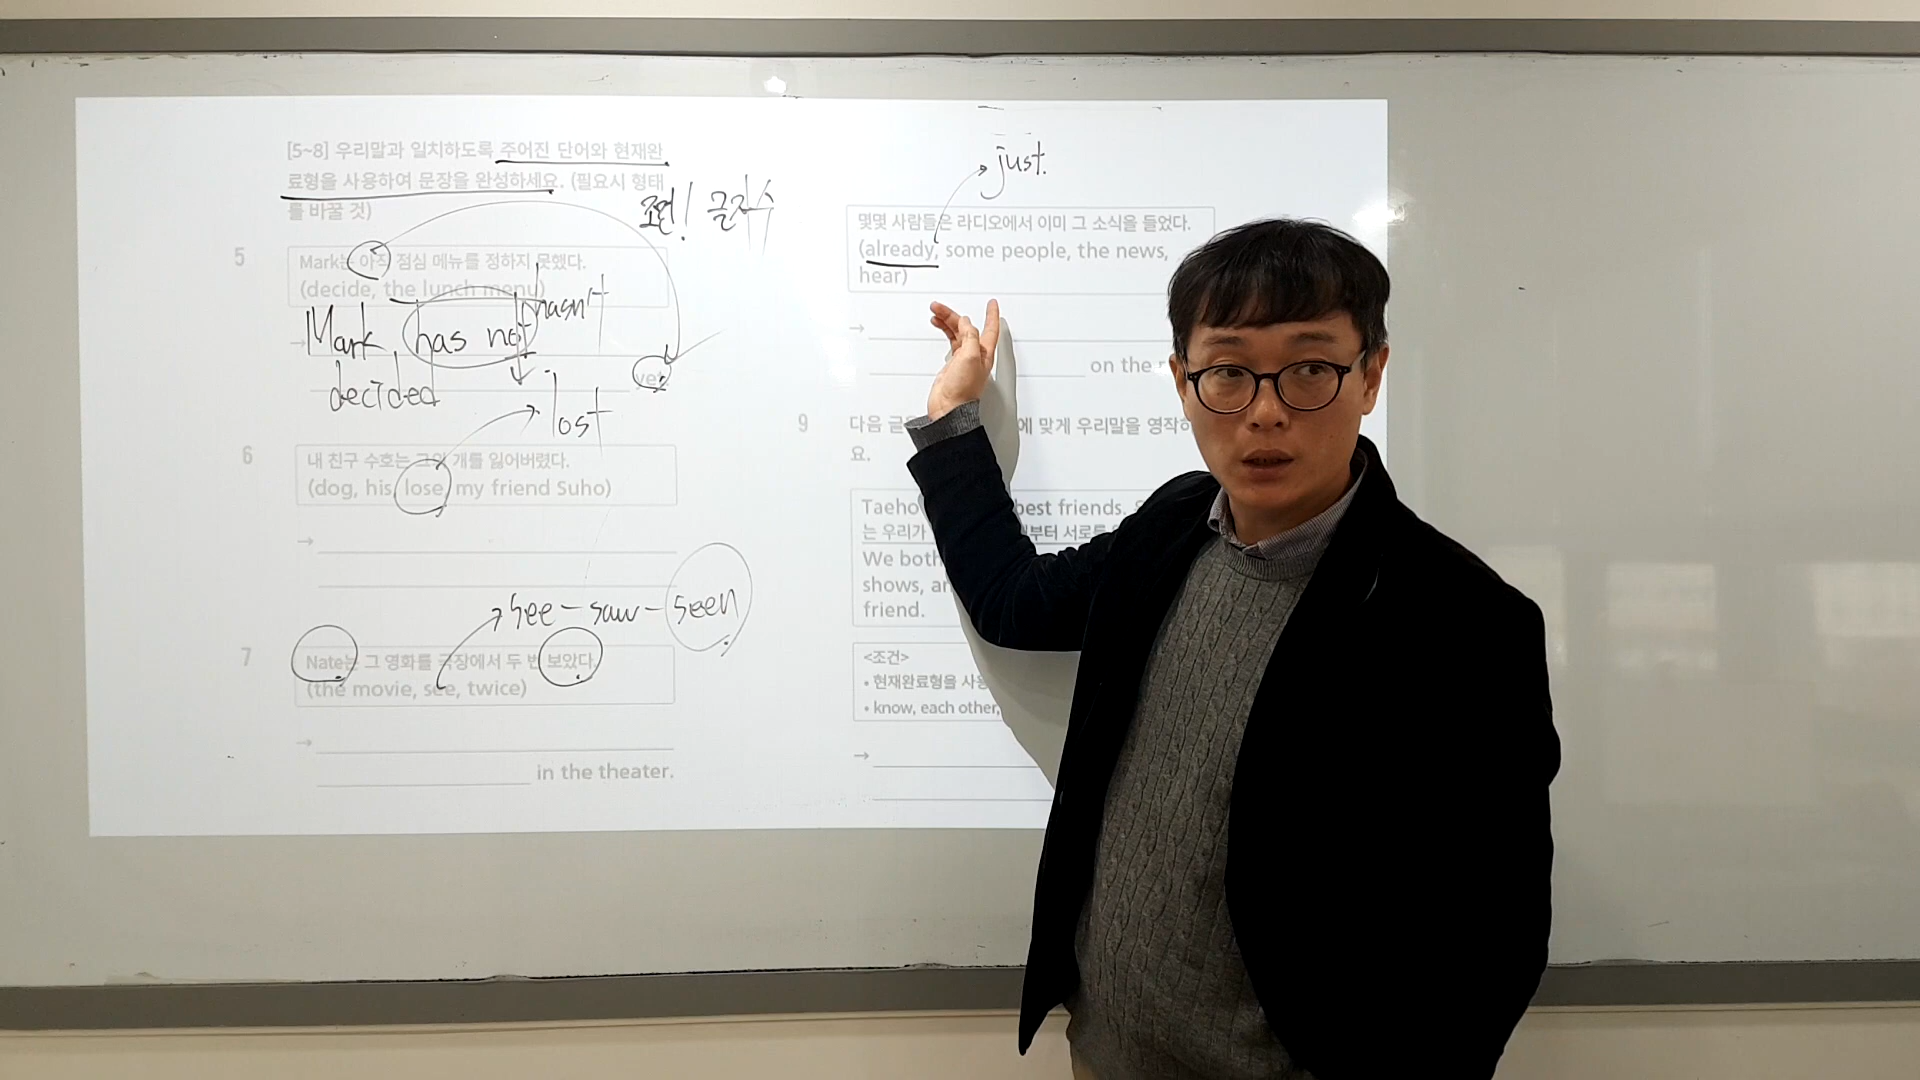 [5~8] 우리말과 일치하도록 주어진 단어와 현재완
료형을 사용하여 문장을 완성하세요. (필요시 형태
를 바꿀 것)
조건! 글자수
5
Mark는 아직 점심 메뉴를 정하지 못했다.
(decide, the lunch menu)
hasn't
→ Mark has not
decided
yet.
lost
6
내 친구 수호는 그의 개를 잃어버렸다.
(dog, his, lose, my friend Suho)
→
see - saw - seen
7
Nate는 그 영화를 극장에서 두 번 보았다.
(the movie, see, twice)
→
in the theater.
just.
몇몇 사람들은 라디오에서 이미 그 소식을 들었다.
(already, some people, the news,
hear)
→
on the
9
다음 글 에 맞게 우리말을 영작하
요.
Taeho best friends.
는 우리가 부터 서로를
We both
shows,
friend.
<조건>
• 현재완료형을 사용
• know, each other,
→